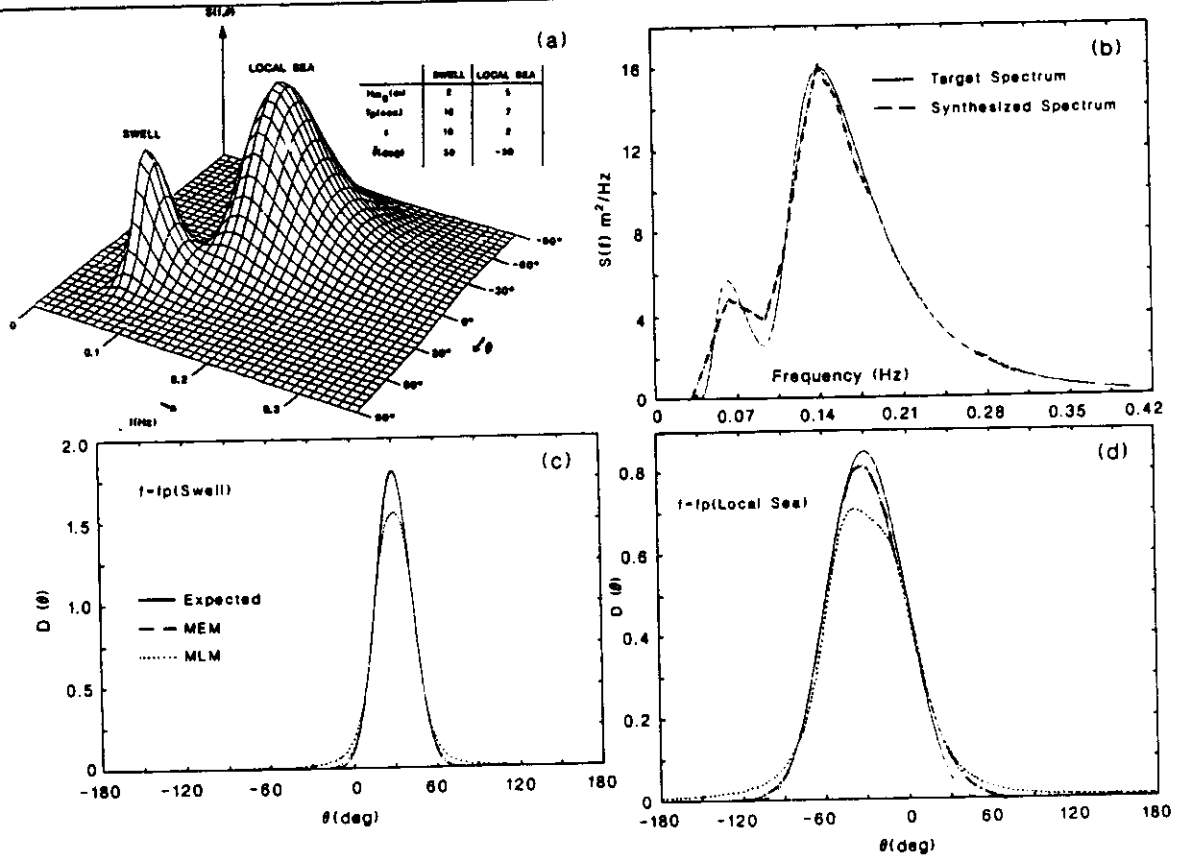 S(f,θ)
(a)
LOCAL SEA
SWELL
SWELL LOCAL SEA
2 5
7
10 2
-30
-90°
-60°
-30°
0°
30°
60°
90°
θ
0
0.1
0.2
0.3
f(Hz)
(b)
Target Spectrum
Synthesized Spectrum
S(f) m²/Hz
16
12
8
4
0
Frequency (Hz)
0 0.07 0.14 0.21 0.28 0.35 0.42
(c)
f=fp(Swell)
Expected
MEM
MLM
D (θ)
2.0
1.5
1.0
0.5
0
-180 -120 -60 0 60 120 180
θ(deg)
(d)
f=fp(Local Sea)
D (θ)
0.8
0.6
0.4
0.2
0
-180 -120 -60 0 60 120 180
θ(deg)